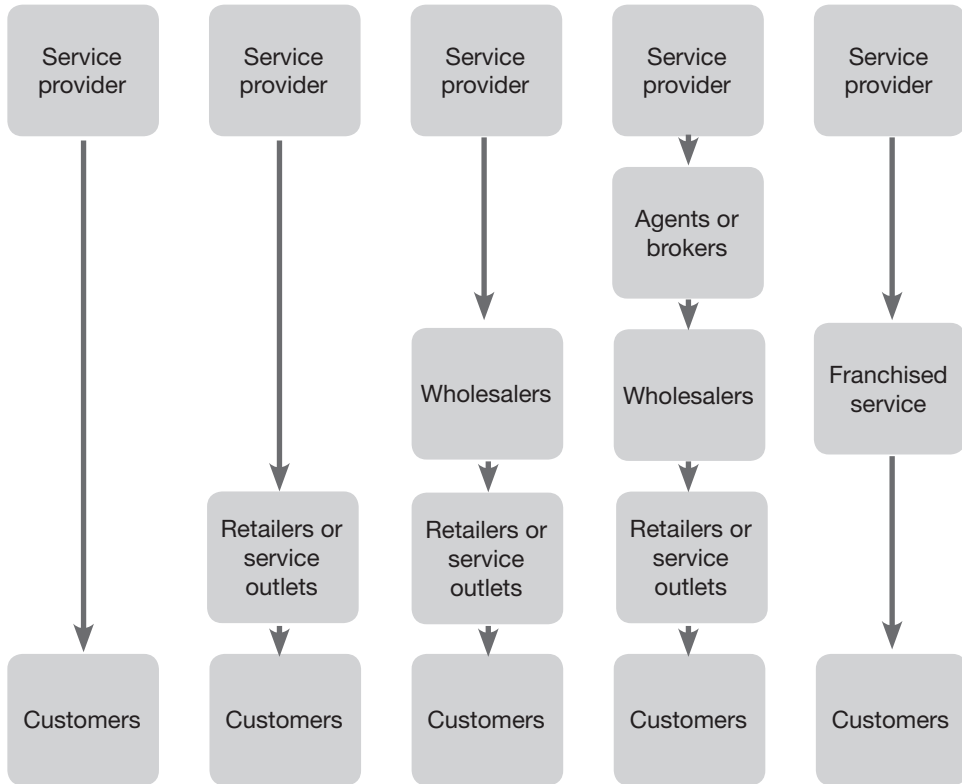 Service
provider
Service
provider
Service
provider
Service
provider
Service
provider
Agents or
brokers
Wholesalers
Wholesalers
Franchised
service
Retailers or
service
outlets
Retailers or
service
outlets
Retailers or
service
outlets
Customers
Customers
Customers
Customers
Customers